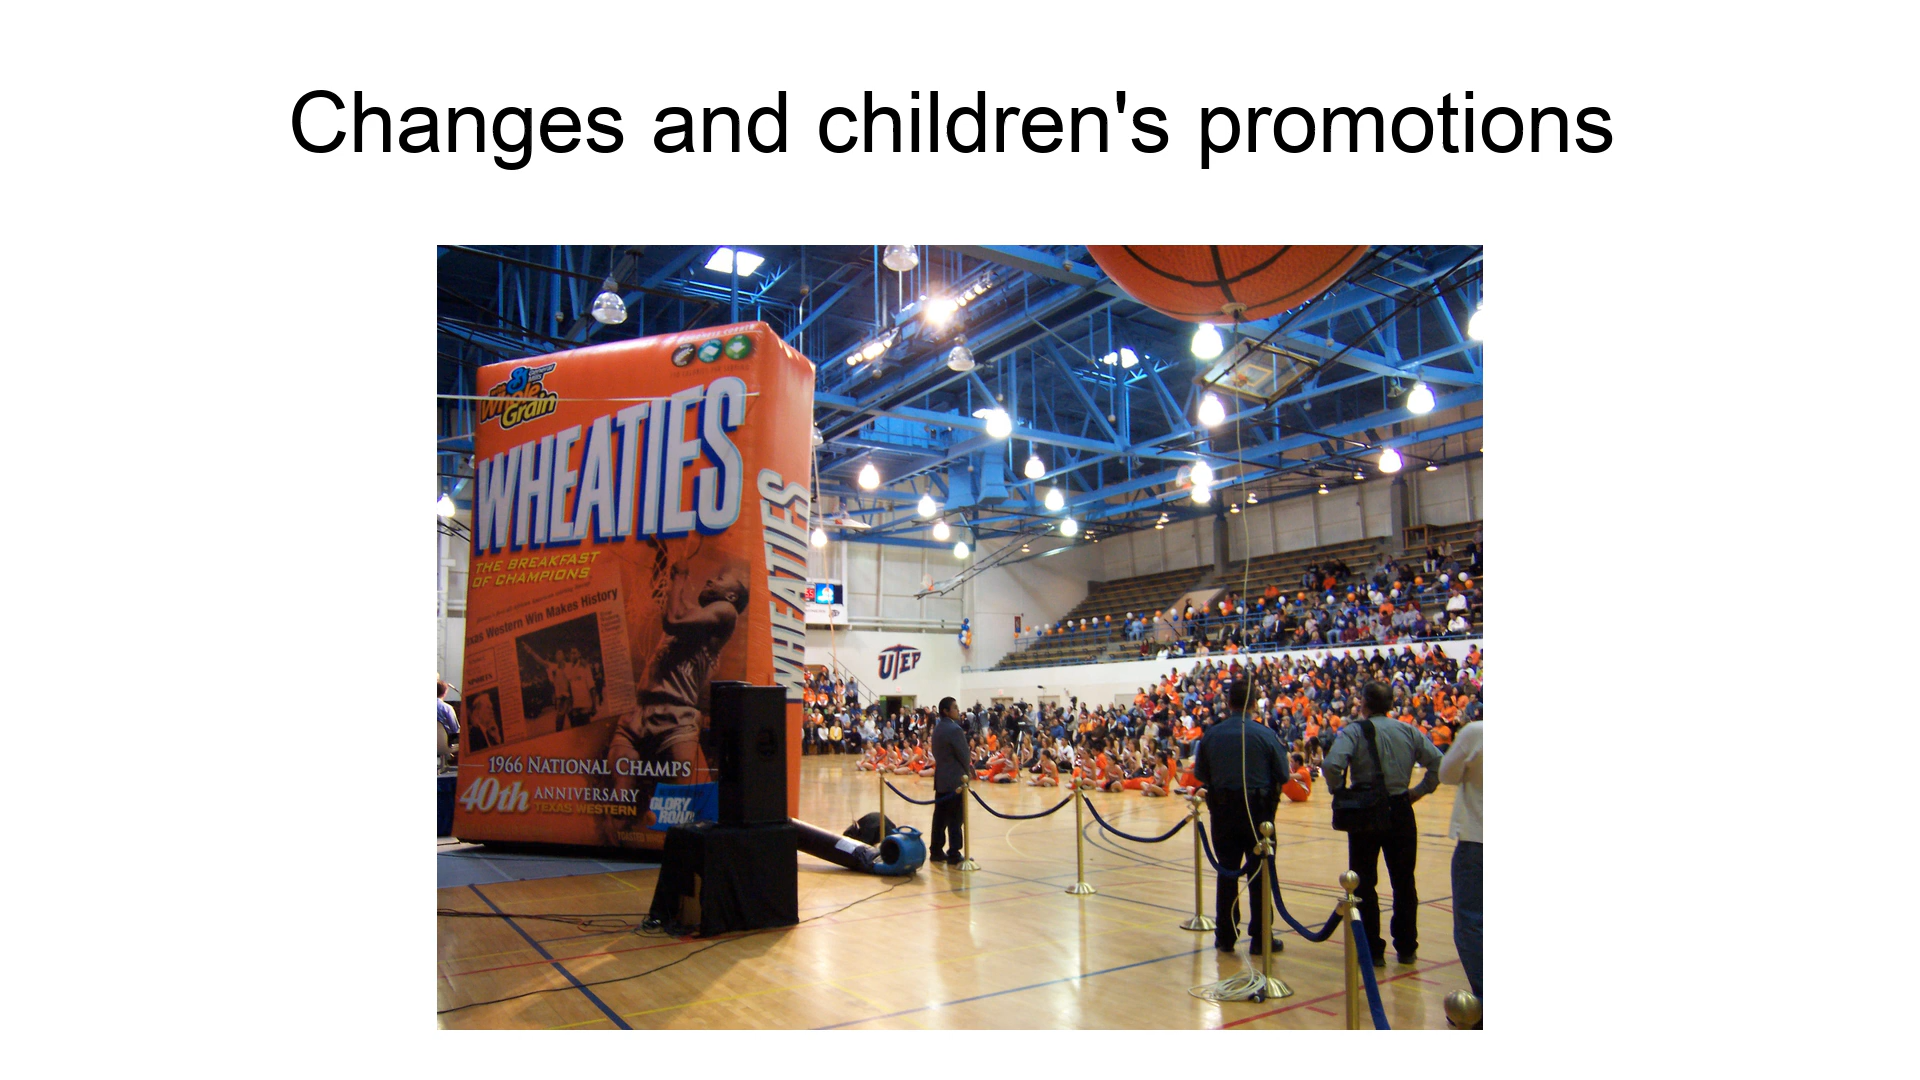 Changes and children's promotions
Whole
Grain
WHEATIES
WHEATIES
THE BREAKFAST
OF CHAMPIONS
Western Win Makes History
SPORTS
1966 NATIONAL CHAMPS
40th ANNIVERSARY
TEXAS WESTERN
GLORY
ROAD
UTEP